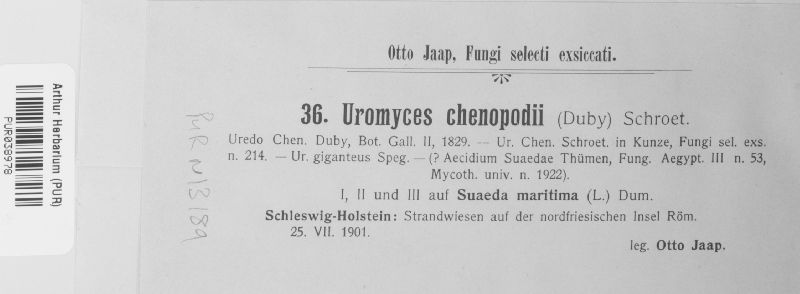 Otto Jaap, Fungi selecti exsiccati.
36. Uromyces chenopodii (Duby) Schroet.
Uredo Chen. Duby, Bot. Gall. II, 1829. — Ur. Chen. Schroet. in Kunze, Fungi sel. exs.
n. 214. — Ur. giganteus Speg. — (? Aecidium Suaedae Thümen, Fung. Aegypt. III n. 53,
Mycoth. univ. n. 1922).
I, II und III auf Suaeda maritima (L.) Dum.
Schleswig-Holstein: Strandwiesen auf der nordfriesischen Insel Röm.
25. VII. 1901.
leg. Otto Jaap.
Arthur Herbarium (PUR)
PUR038978
PUR N13189